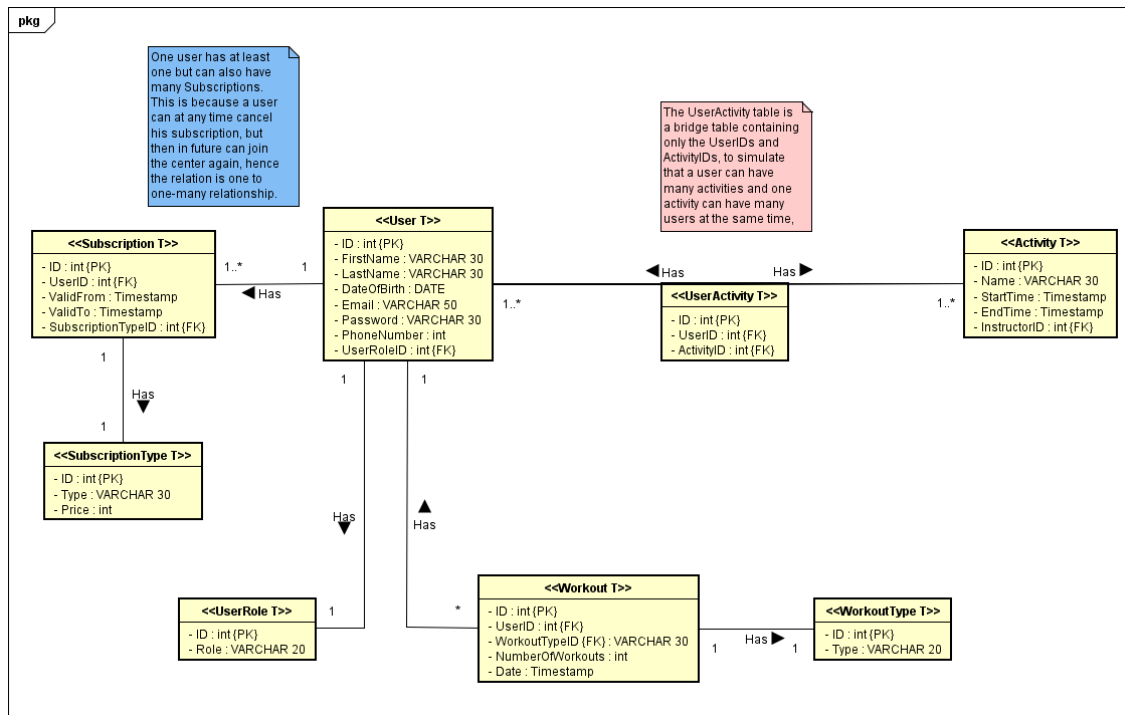 pkg
One user has at least
one but can also have
many Subscriptions.
This is because a user
can at any time cancel
his subscription, but
then in future can join
the center again, hence
the relation is one to
one-many relationship.
The UserActivity table is
a bridge table containing
only the UserIDs and
ActivityIDs, to simulate
that a user can have
many activities and one
activity can have many
users at the same time,
<<Subscription T>>
- ID : int {PK}
- UserID : int {FK}
- ValidFrom : Timestamp
- ValidTo : Timestamp
- SubscriptionTypeID : int {FK}
1..*
1
Has
<<User T>>
- ID : int {PK}
- FirstName : VARCHAR 30
- LastName : VARCHAR 30
- DateOfBirth : DATE
- Email : VARCHAR 50
- Password : VARCHAR 30
- PhoneNumber : int
- UserRoleID : int {FK}
Has
Has
1..*
1..*
<<UserActivity T>>
- ID : int {PK}
- UserID : int {FK}
- ActivityID : int {FK}
<<Activity T>>
- ID : int {PK}
- Name : VARCHAR 30
- StartTime : Timestamp
- EndTime : Timestamp
- InstructorID : int {FK}
1
Has
1
<<SubscriptionType T>>
- ID : int {PK}
- Type : VARCHAR 30
- Price : int
1
1
Has
Has
1
*
<<UserRole T>>
- ID : int {PK}
- Role : VARCHAR 20
<<Workout T>>
- ID : int {PK}
- UserID : int {FK}
- WorkoutTypeID {FK} : VARCHAR 30
- NumberOfWorkouts : int
- Date : Timestamp
1
Has
1
<<WorkoutType T>>
- ID : int {PK}
- Type : VARCHAR 20